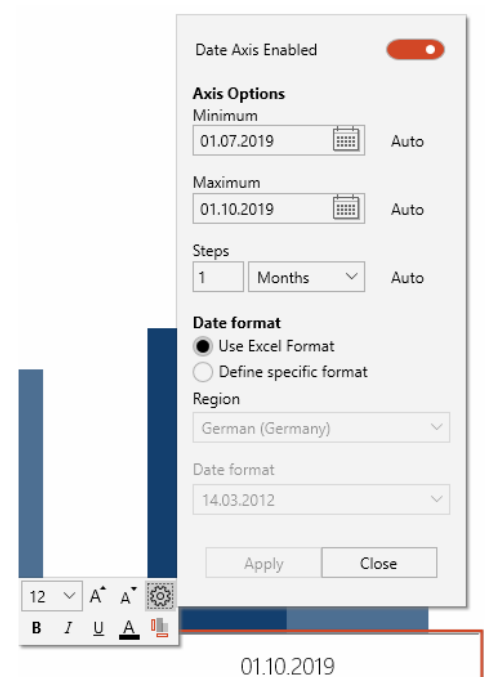 Date Axis Enabled
Axis Options
Minimum
01.07.2019 Auto
Maximum
01.10.2019 Auto
Steps
1 Months Auto
Date format
Use Excel Format
Define specific format
Region
German (Germany)
Date format
14.03.2012
Apply Close
12 A A
B I U A
01.10.2019